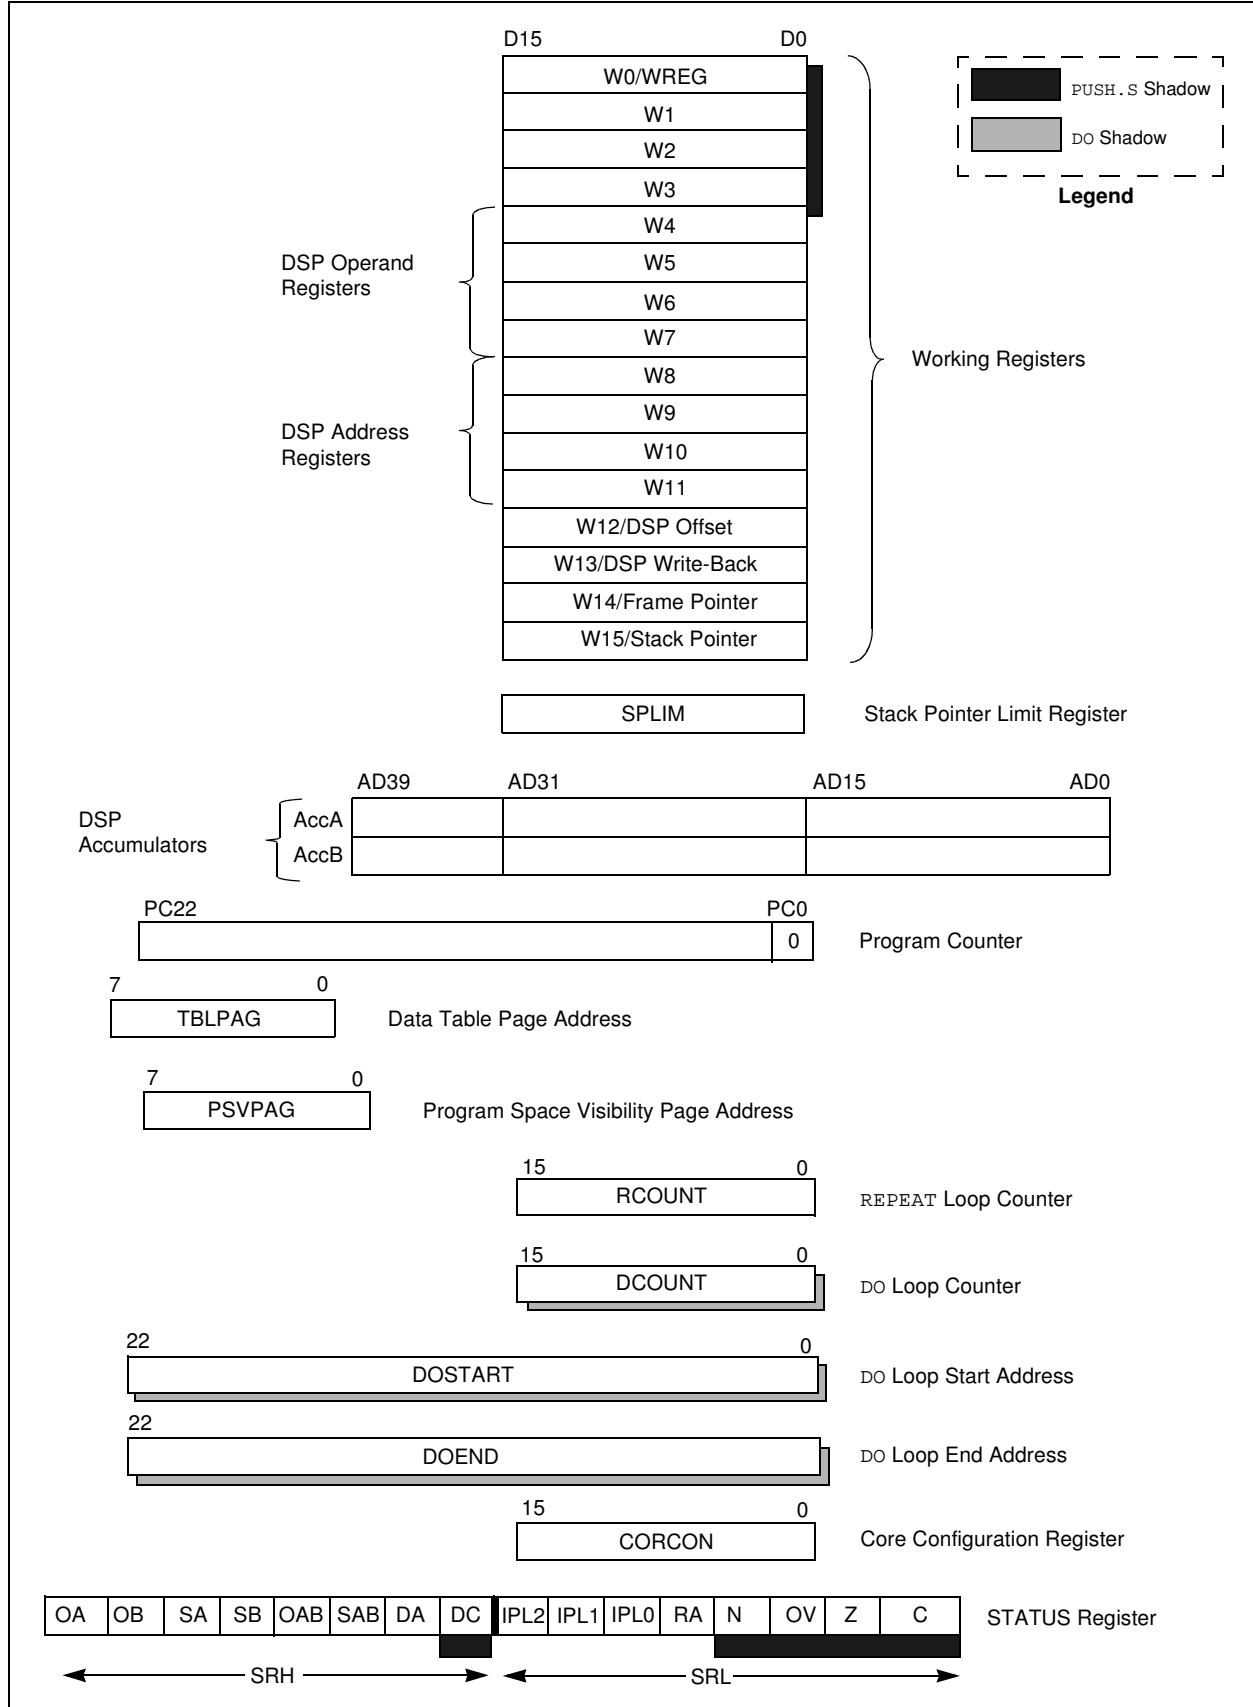 D15 D0
W0/WREG
W1
W2
W3
W4
W5
W6
W7
W8
W9
W10
W11
W12/DSP Offset
W13/DSP Write-Back
W14/Frame Pointer
W15/Stack Pointer
PUSH.S Shadow
DO Shadow
Legend
DSP Operand
Registers
DSP Address
Registers
Working Registers
SPLIM Stack Pointer Limit Register
AD39 AD31 AD15 AD0
DSP
Accumulators
AccA
AccB
PC22 PC0
0 Program Counter
7 0
TBLPAG Data Table Page Address
7 0
PSVPAG Program Space Visibility Page Address
15 0
RCOUNT REPEAT Loop Counter
15 0
DCOUNT DO Loop Counter
22 0
DOSTART DO Loop Start Address
22
DOEND DO Loop End Address
15 0
CORCON Core Configuration Register
OA OB SA SB OAB SAB DA DC IPL2 IPL1 IPL0 RA N OV Z C STATUS Register
SRH SRL